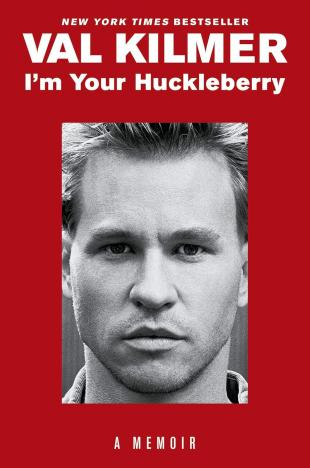 NEW YORK TIMES BESTSELLER
VAL KILMER
I'm Your Huckleberry
A MEMOIR